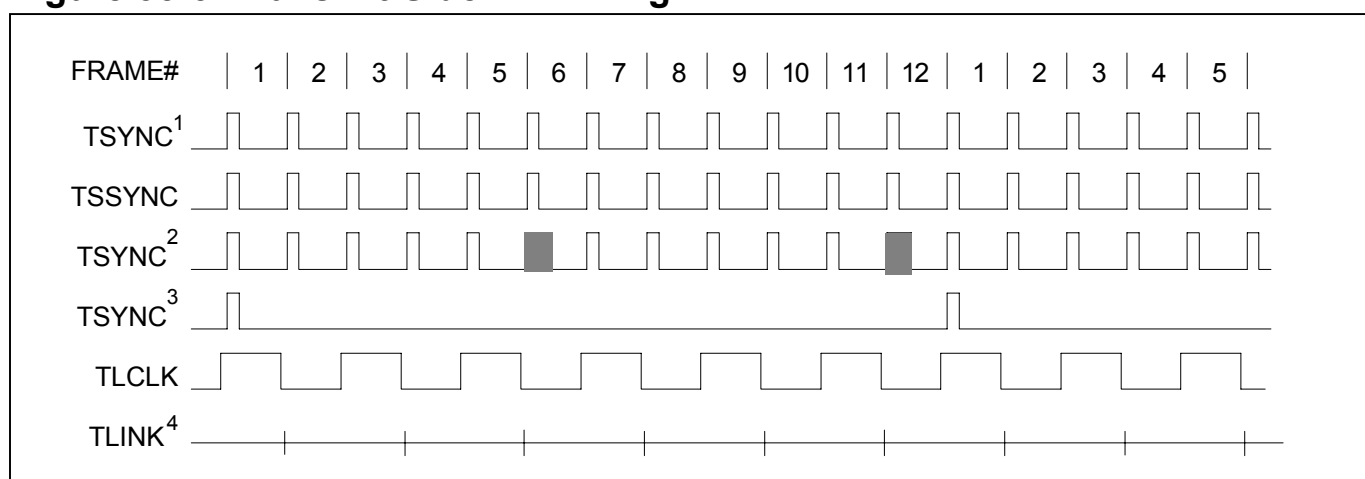 FRAME# 1 2 3 4 5 6 7 8 9 10 11 12 1 2 3 4 5
TSYNC1
TSSYNC
TSYNC2
TSYNC3
TLCLK
TLINK4